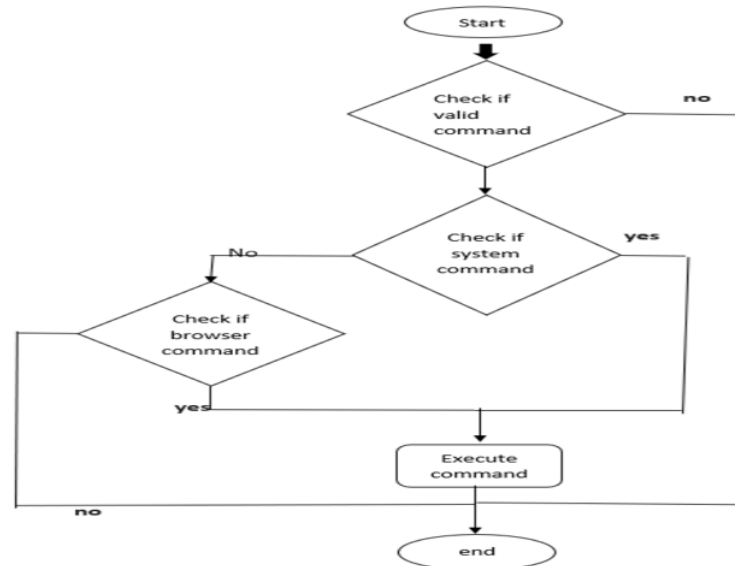 Start
Check if
valid
command
no
Check if
system
command
yes
No
Check if
browser
command
yes
Execute
command
no
end